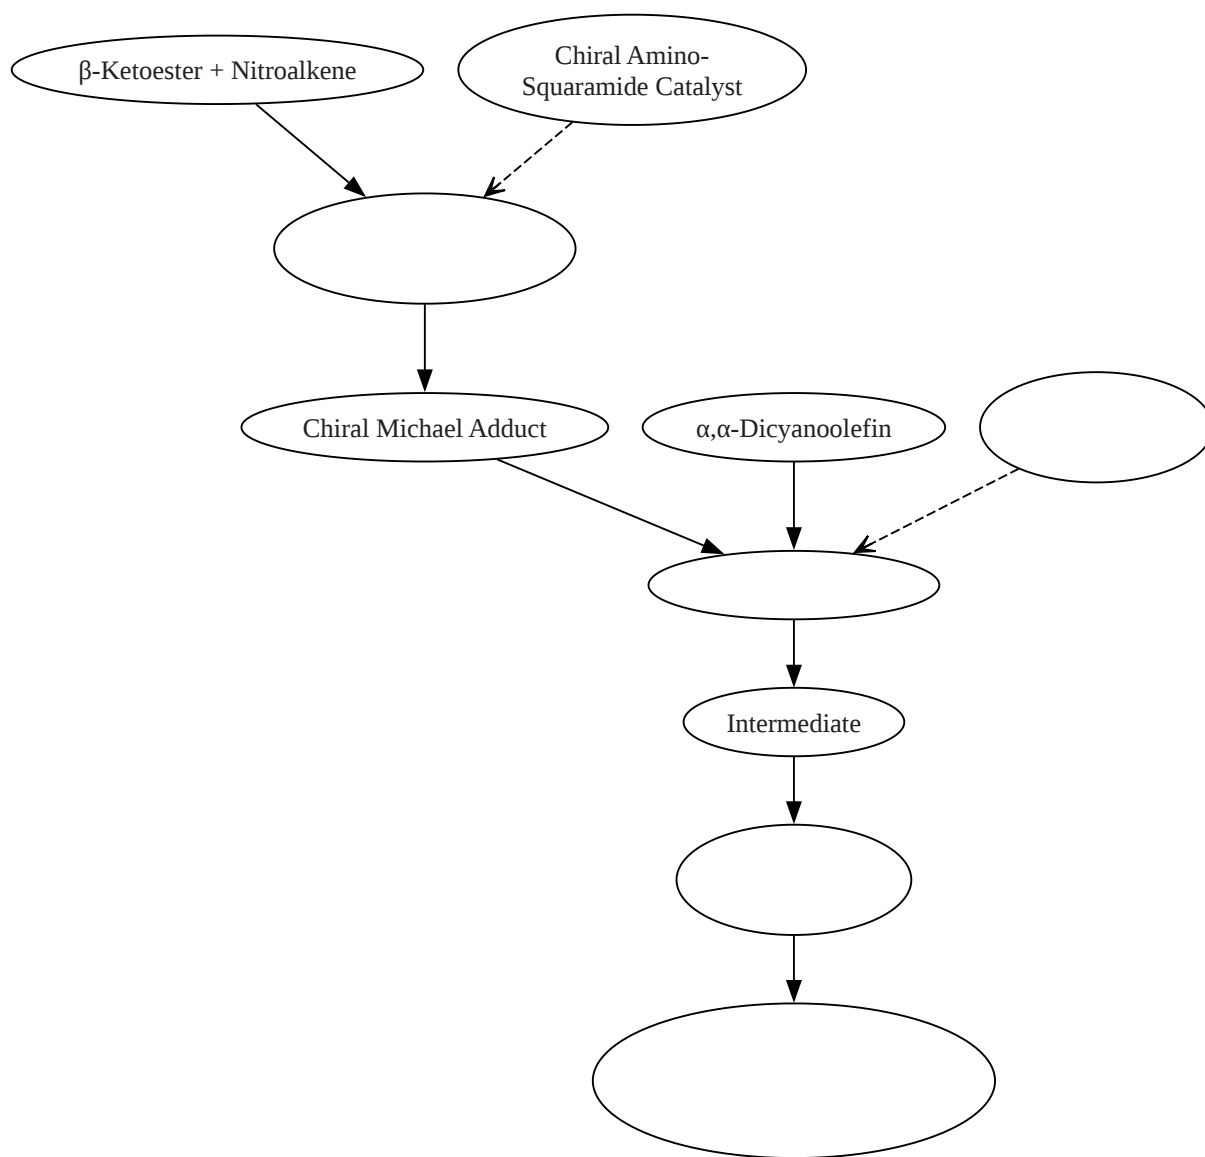 β-Ketoester + Nitroalkene
Chiral Amino-
Squaramide Catalyst
Chiral Michael Adduct
α,α-Dicyanoolefin
Intermediate